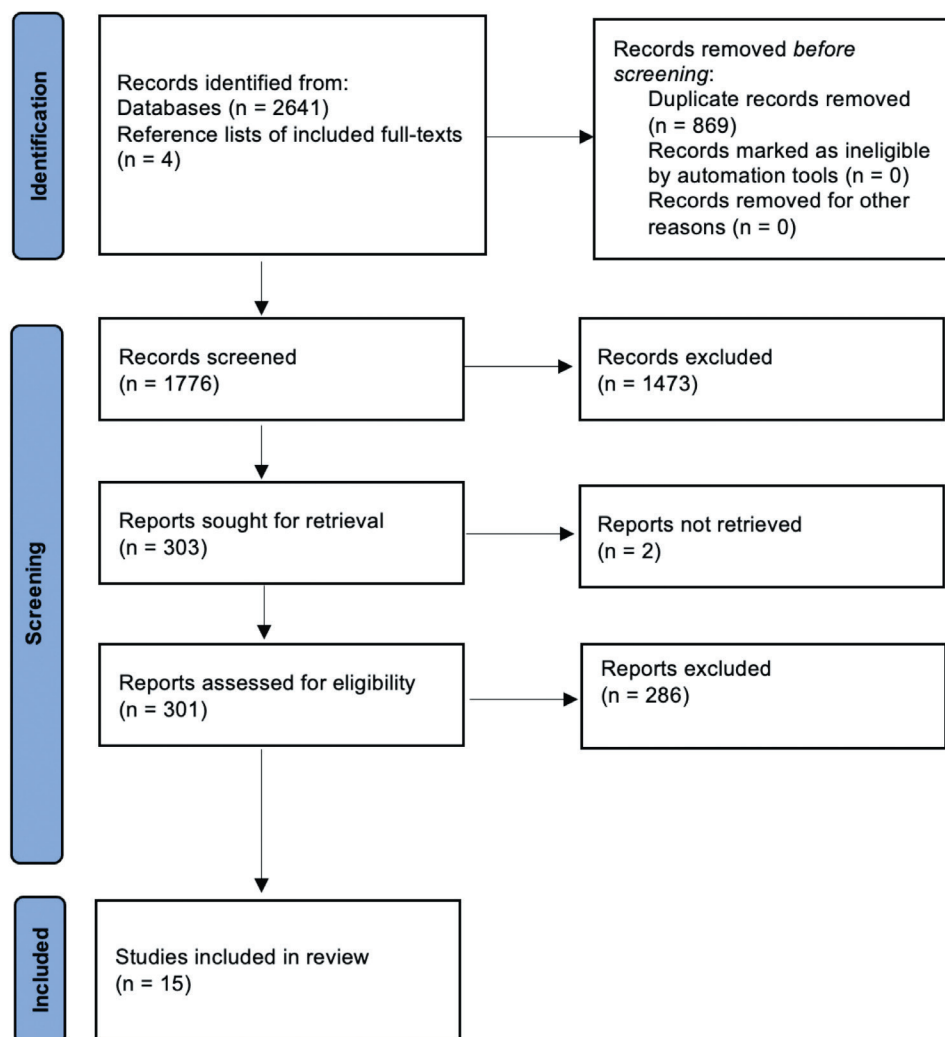 Identification
Records identified from:
Databases (n = 2641)
Reference lists of included full-texts
(n = 4)
Records removed before
screening:
Duplicate records removed
(n = 869)
Records marked as ineligible
by automation tools (n = 0)
Records removed for other
reasons (n = 0)
Screening
Records screened
(n = 1776)
Records excluded
(n = 1473)
Reports sought for retrieval
(n = 303)
Reports not retrieved
(n = 2)
Reports assessed for eligibility
(n = 301)
Reports excluded
(n = 286)
Included
Studies included in review
(n = 15)